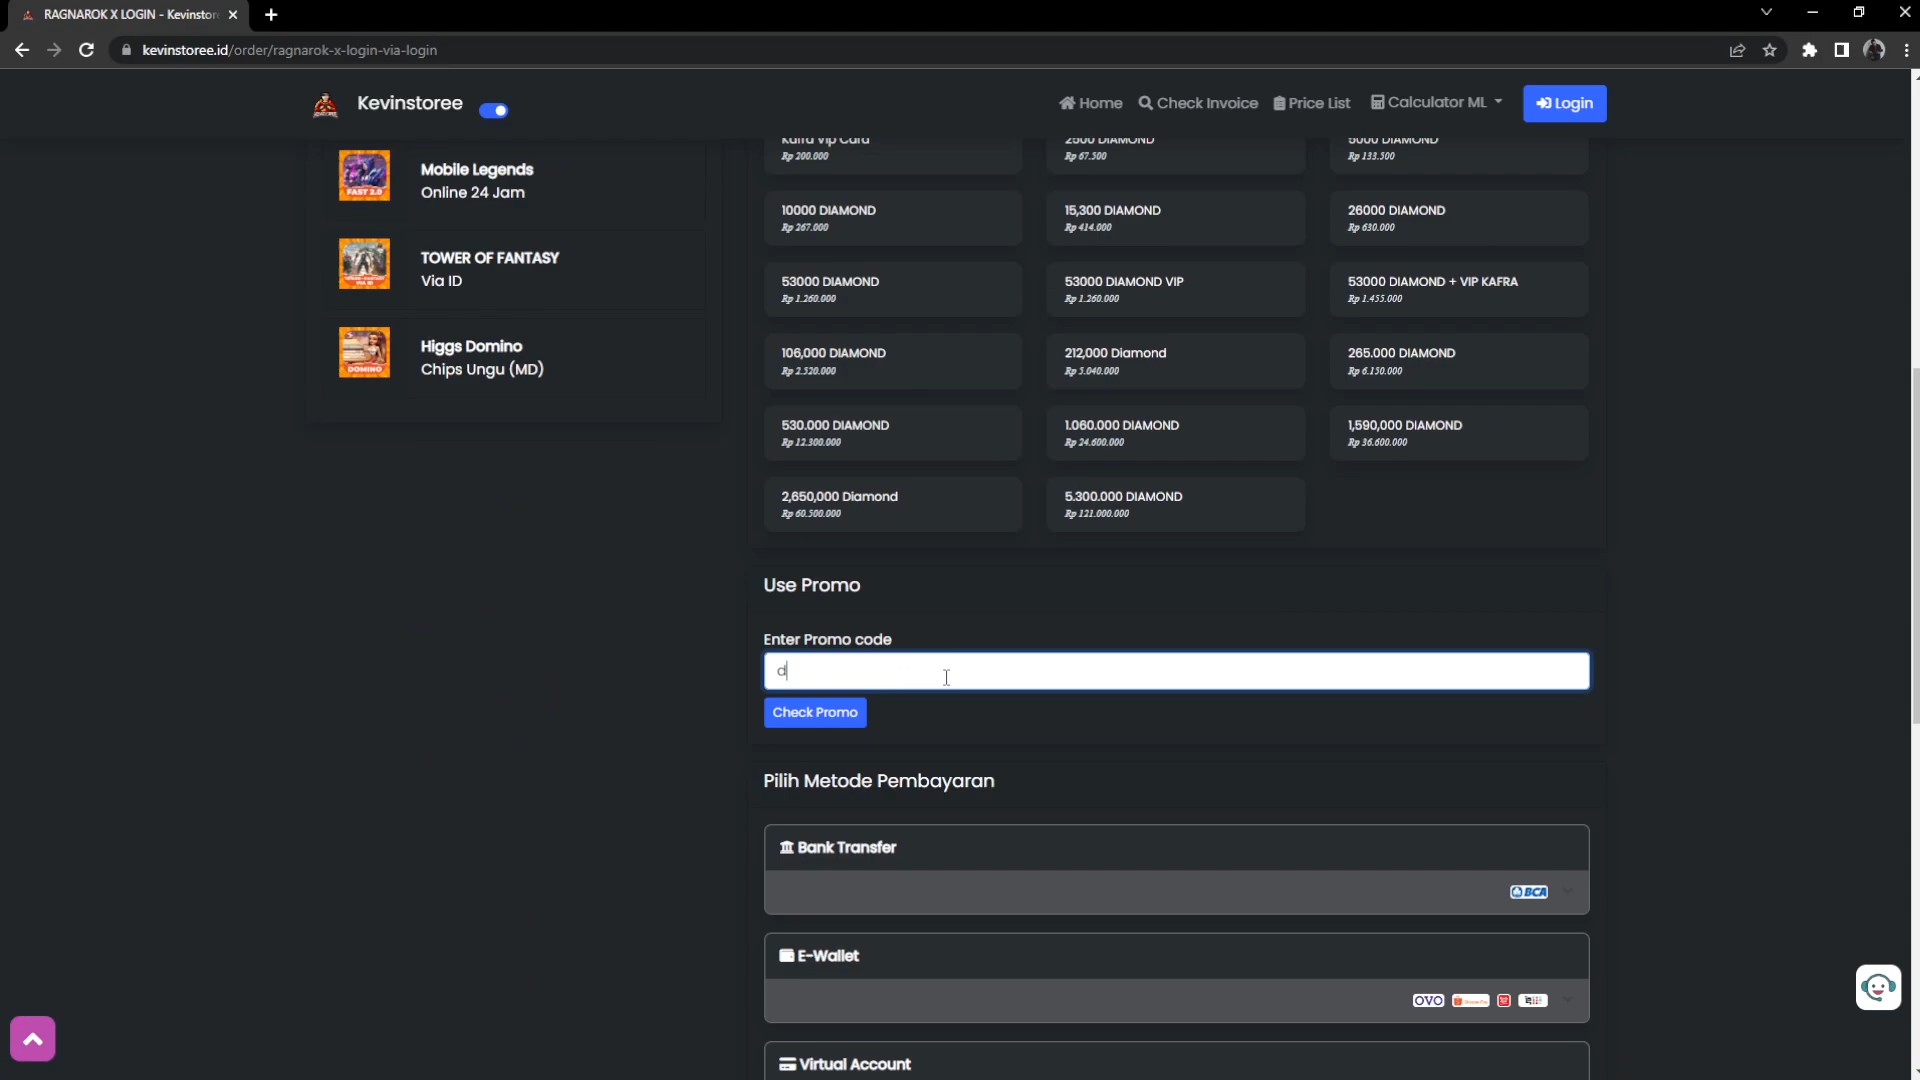 RAGNAROK X LOGIN - Kevinstor
kevinstoree.id/order/ragnarok-x-login-via-login
Kevinstoree
Home
Check Invoice
Price List
Calculator ML
Login
FAST 2.0
Mobile Legends
Online 24 Jam
TOWER OF FANTASY
Via ID
DOMINO
Higgs Domino
Chips Ungu (MD)
Kafra Vip Card
Rp 200.000
2500 DIAMOND
Rp 67.500
5000 DIAMOND
Rp 133.500
10000 DIAMOND
Rp 267.000
15,300 DIAMOND
Rp 414.000
26000 DIAMOND
Rp 630.000
53000 DIAMOND
Rp 1.260.000
53000 DIAMOND VIP
Rp 1.260.000
53000 DIAMOND + VIP KAFRA
Rp 1.455.000
106,000 DIAMOND
Rp 2.520.000
212,000 Diamond
Rp 5.040.000
265.000 DIAMOND
Rp 6.150.000
530.000 DIAMOND
Rp 12.300.000
1.060.000 DIAMOND
Rp 24.600.000
1,590,000 DIAMOND
Rp 36.600.000
2,650,000 Diamond
Rp 60.500.000
5.300.000 DIAMOND
Rp 121.000.000
Use Promo
Enter Promo code
d
Check Promo
Pilih Metode Pembayaran
Bank Transfer
BCA
E-Wallet
OVO
Virtual Account